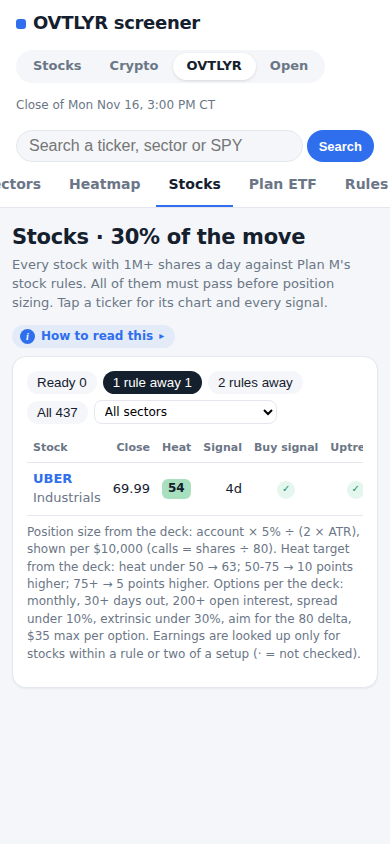 OVTLYR screener
Stocks Crypto OVTLYR Open
Close of Mon Nov 16, 3:00 PM CT
Search a ticker, sector or SPY Search
ectors Heatmap Stocks Plan ETF Rules
Stocks · 30% of the move
Every stock with 1M+ shares a day against Plan M's
stock rules. All of them must pass before position
sizing. Tap a ticker for its chart and every signal.
i How to read this ▸
Ready 0 1 rule away 1 2 rules away
All 437 All sectors
Stock Close Heat Signal Buy signal Uptre
UBER 69.99 54 4d ✓ ✓
Industrials
Position size from the deck: account × 5% ÷ (2 × ATR),
shown per $10,000 (calls = shares ÷ 80). Heat target
from the deck: heat under 50 → 63; 50-75 → 10 points
higher; 75+ → 5 points higher. Options per the deck:
monthly, 30+ days out, 200+ open interest, spread
under 10%, extrinsic under 30%, aim for the 80 delta,
$35 max per option. Earnings are looked up only for
stocks within a rule or two of a setup (· = not checked).